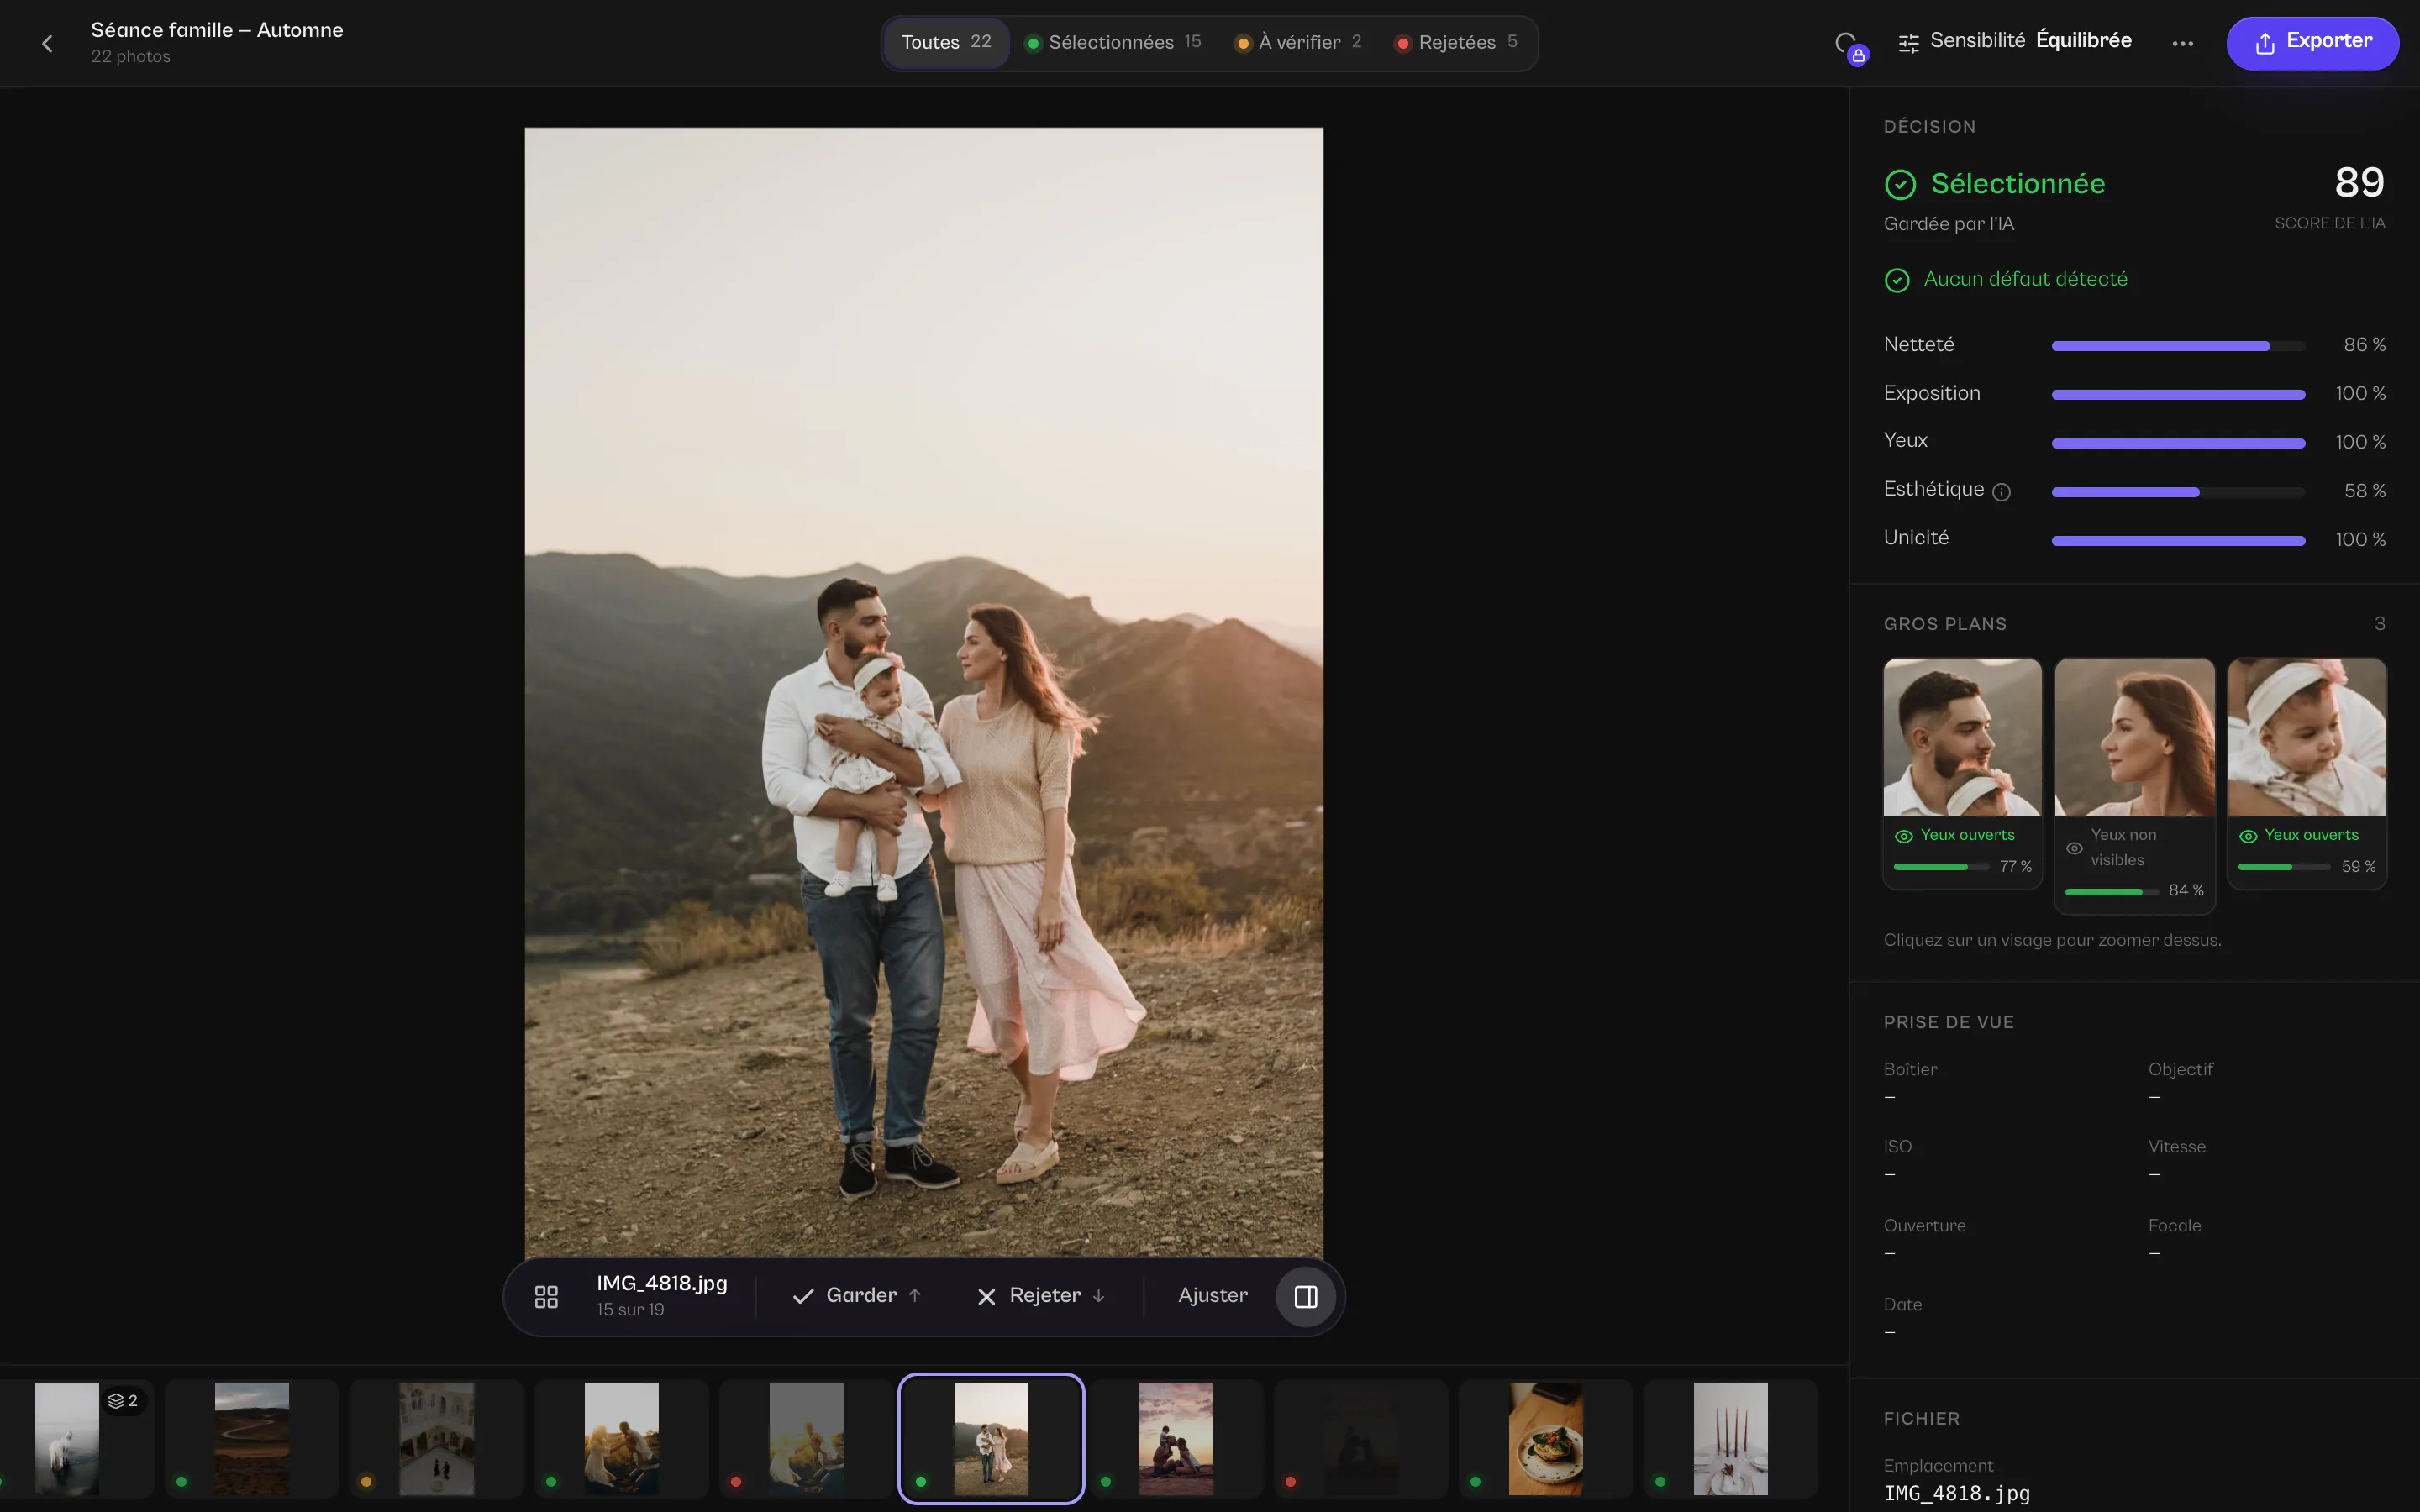 Séance famille – Automne
22 photos
Toutes 22
Sélectionnées 15
À vérifier 2
Rejetées 5
Sensibilité Équilibrée
Exporter
DÉCISION
Sélectionnée
89
Gardée par l'IA
SCORE DE L'IA
Aucun défaut détecté
Netteté 86 %
Exposition 100 %
Yeux 100 %
Esthétique 58 %
Unicité 100 %
GROS PLANS 3
Yeux ouverts
77 %
Yeux non
visibles
84 %
Yeux ouverts
59 %
Cliquez sur un visage pour zoomer dessus.
PRISE DE VUE
Boîtier
–
Objectif
–
ISO
–
Vitesse
–
Ouverture
–
Focale
–
Date
–
FICHIER
Emplacement
IMG_4818.jpg
IMG_4818.jpg
15 sur 19
Garder ↑
Rejeter ↓
Ajuster
2